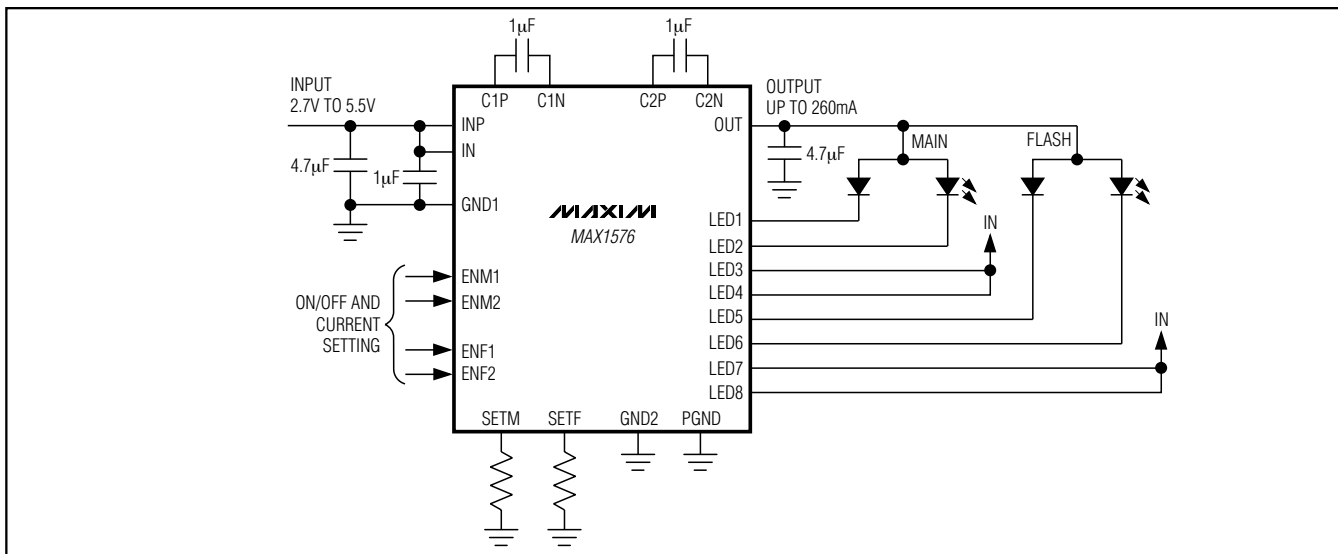 1µF
1µF
INPUT
2.7V TO 5.5V
C1P
C1N
C2P
C2N
OUTPUT
UP TO 260mA
INP
IN
OUT
MAIN
FLASH
4.7µF
1µF
4.7µF
GND1
MAXIM
MAX1576
LED1
LED2
IN
LED3
LED4
LED5
LED6
IN
LED7
LED8
ENM1
ENM2
ON/OFF AND
CURRENT
SETTING
ENF1
ENF2
SETM
SETF
GND2
PGND